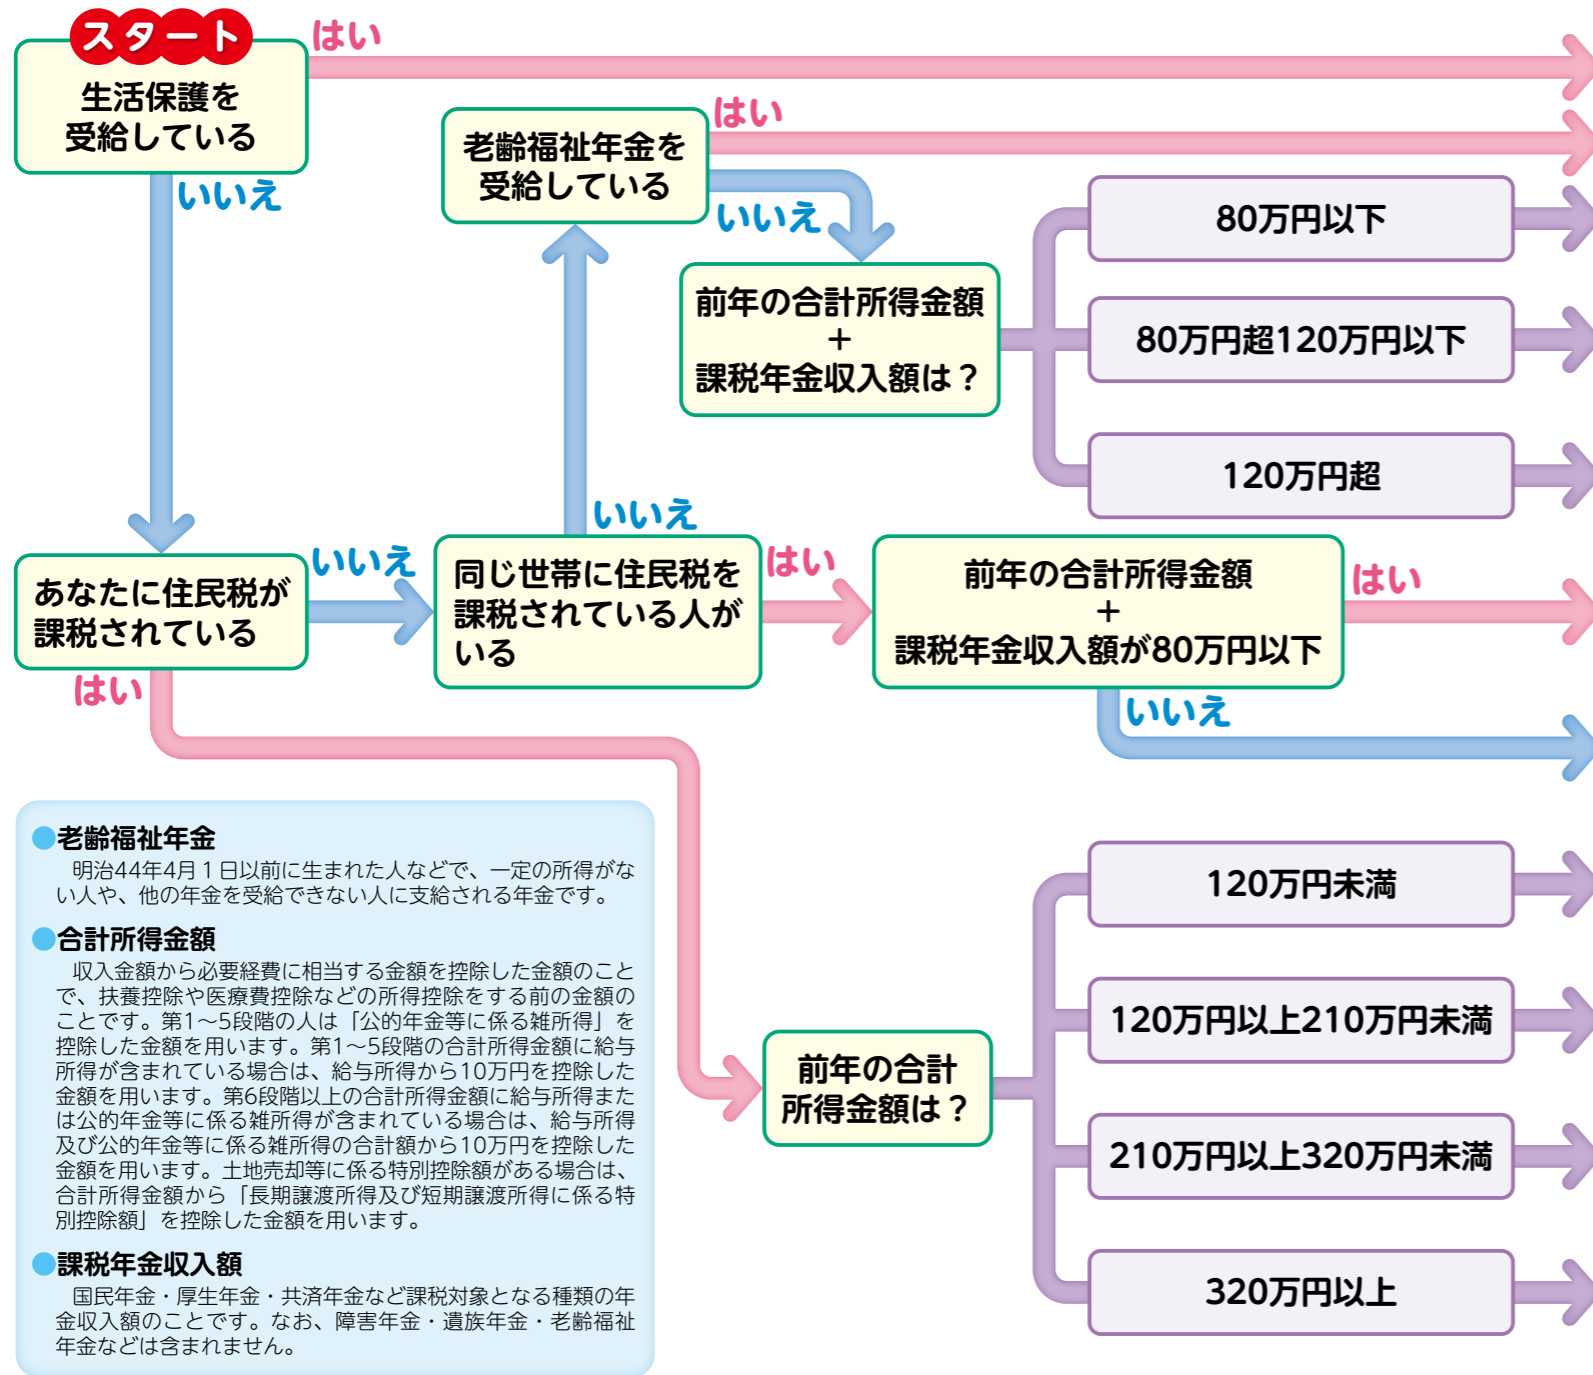 スタート
はい
生活保護を
受給している
いいえ
老齢福祉年金を
受給している
はい
いいえ
前年の合計所得金額
+
課税年金収入額は？
80万円以下
80万円超120万円以下
120万円超
あなたに住民税が
課税されている
いいえ
はい
同じ世帯に住民税を
課税されている人が
いる
いいえ
はい
前年の合計所得金額
+
課税年金収入額が80万円以下
はい
いいえ
前年の合計
所得金額は？
120万円未満
120万円以上210万円未満
210万円以上320万円未満
320万円以上
●老齢福祉年金
明治44年4月1日以前に生まれた人などで、一定の所得がな
い人や、他の年金を受給できない人に支給される年金です。
●合計所得金額
収入金額から必要経費に相当する金額を控除した金額のこと
で、扶養控除や医療費控除などの所得控除をする前の金額の
ことです。第1～5段階の人は「公的年金等に係る雑所得」を
控除した金額を用います。第1～5段階の合計所得金額に給与
所得が含まれている場合は、給与所得から10万円を控除した
金額を用います。第6段階以上の合計所得金額に給与所得また
は公的年金等に係る雑所得が含まれている場合は、給与所得
及び公的年金等に係る雑所得の合計額から10万円を控除した
金額を用います。土地売却等に係る特別控除額がある場合は、
合計所得金額から「長期譲渡所得及び短期譲渡所得に係る特
別控除額」を控除した金額を用います。
●課税年金収入額
国民年金・厚生年金・共済年金など課税対象となる種類の年
金収入額のことです。なお、障害年金・遺族年金・老齢福祉
年金などは含まれません。